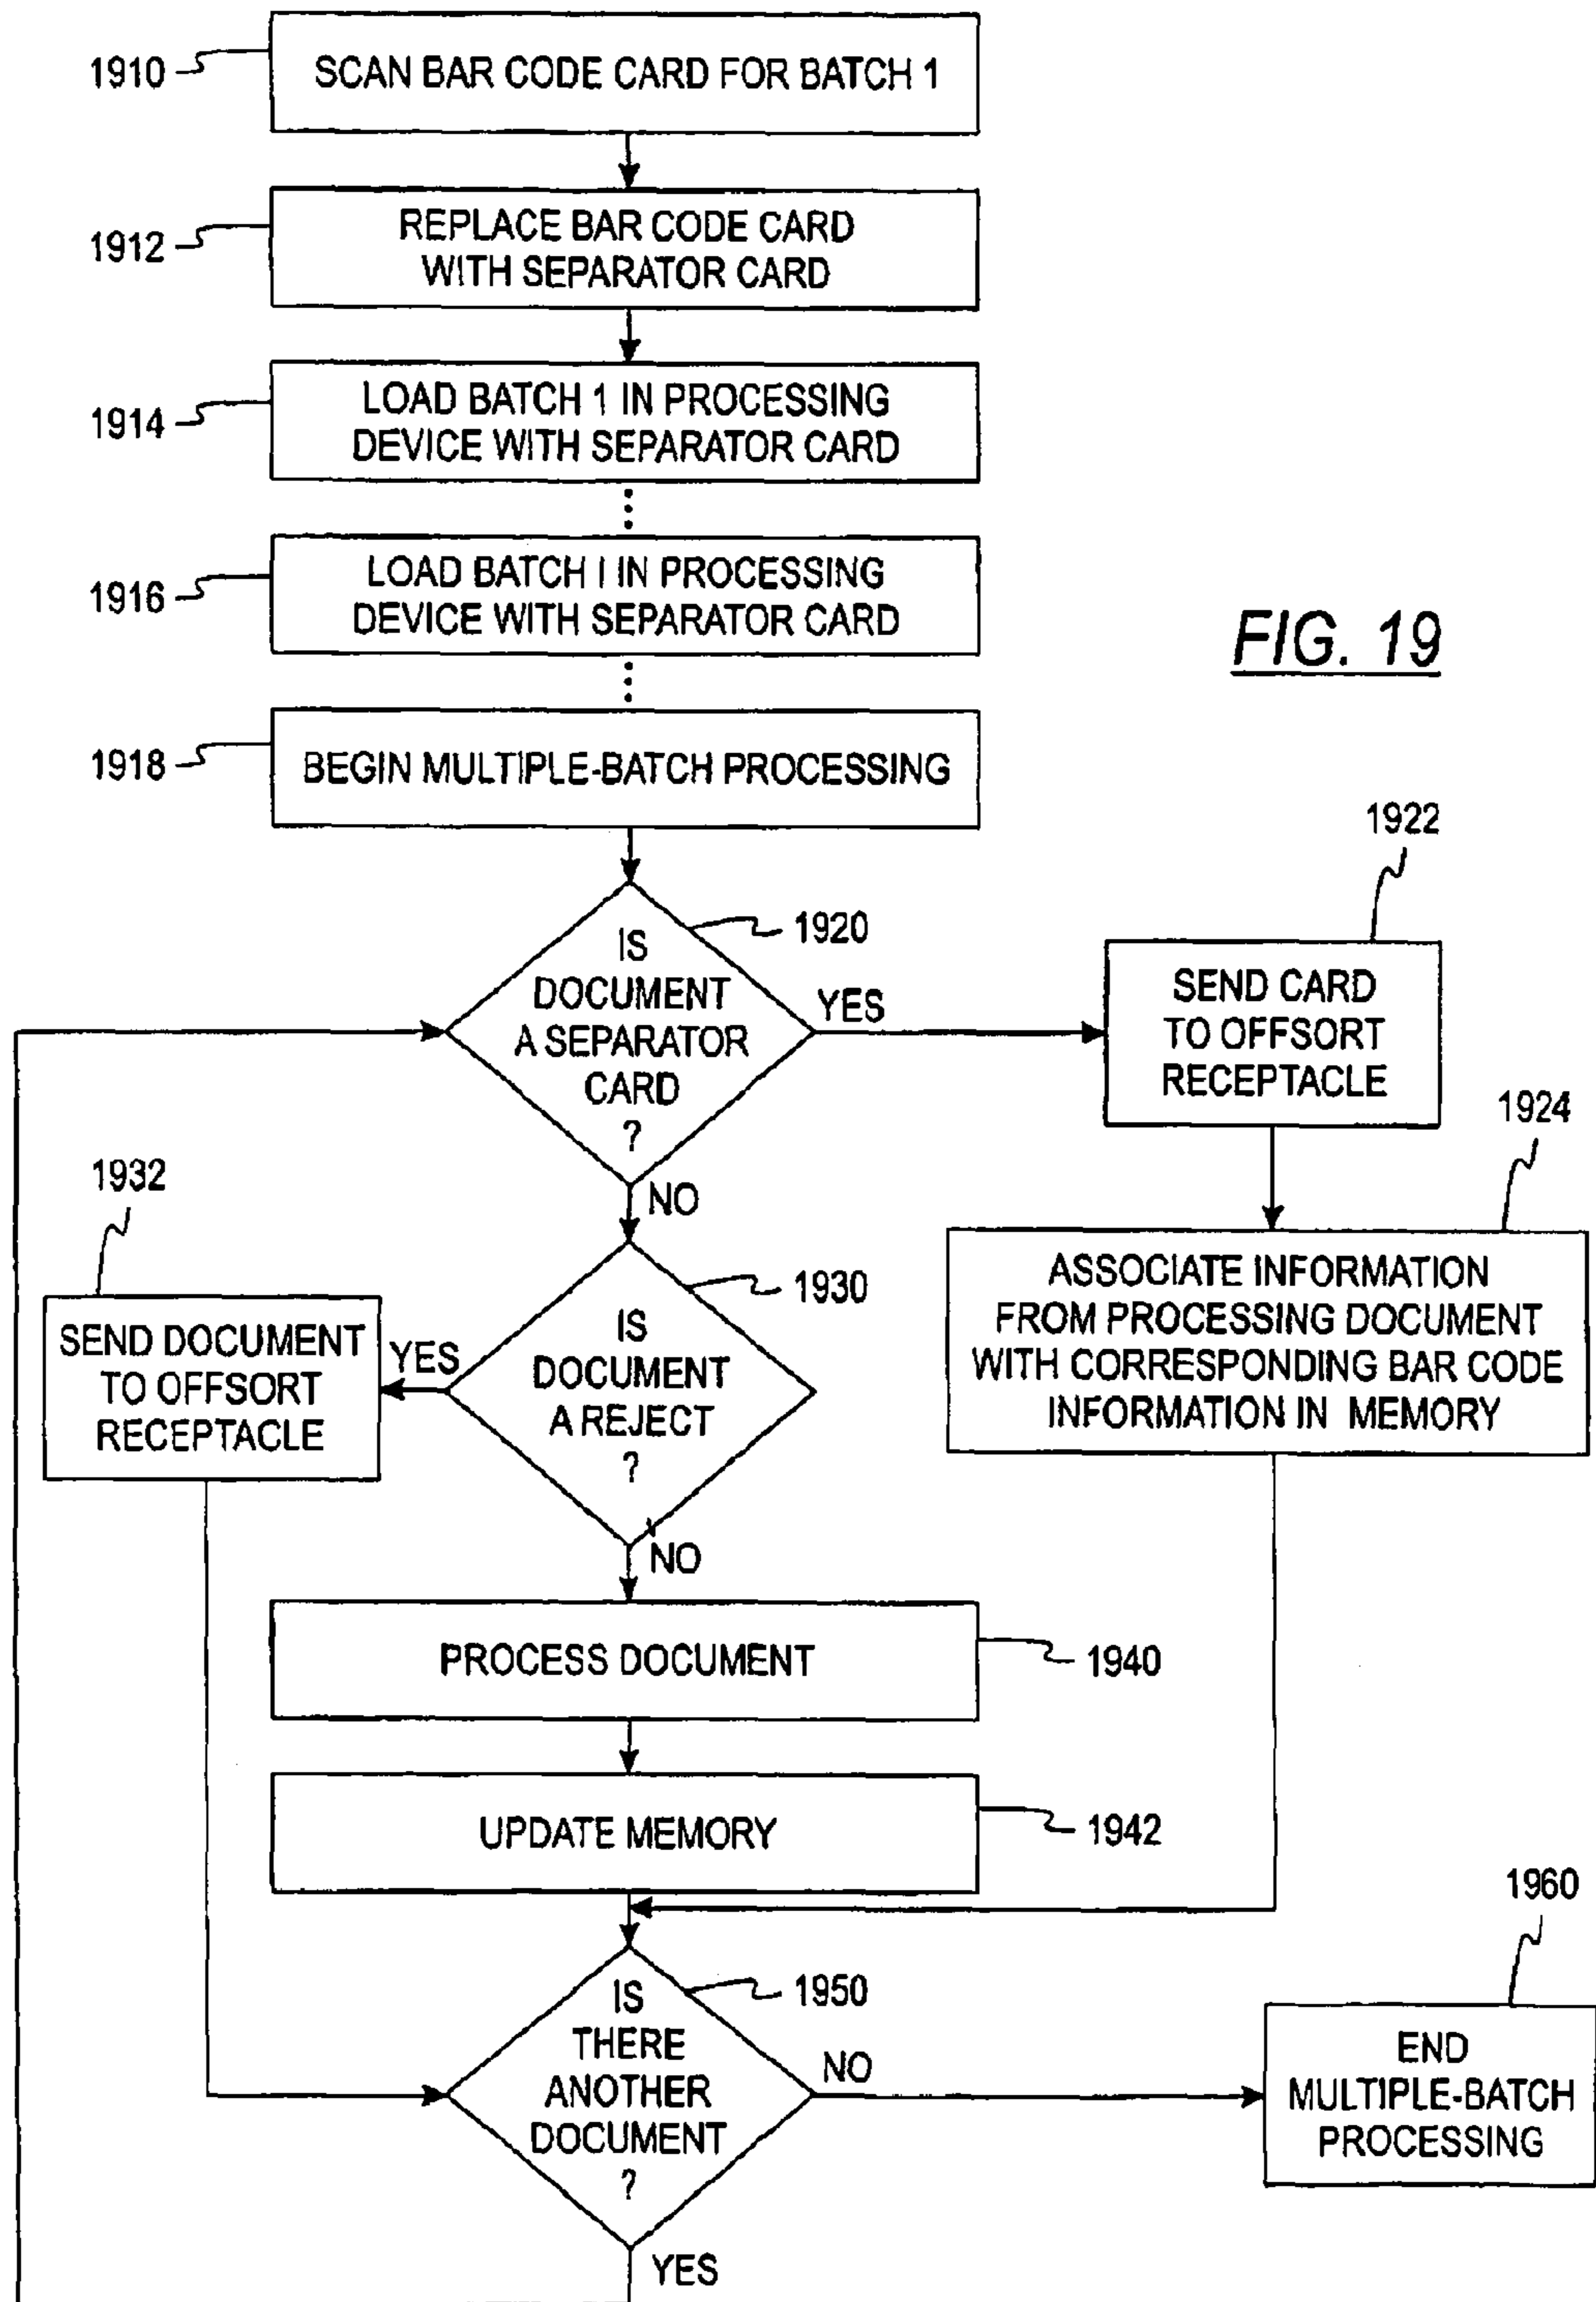 1910
SCAN BAR CODE CARD FOR BATCH 1
1912
REPLACE BAR CODE CARD
WITH SEPARATOR CARD
1914
LOAD BATCH 1 IN PROCESSING
DEVICE WITH SEPARATOR CARD
1916
LOAD BATCH I IN PROCESSING
DEVICE WITH SEPARATOR CARD
FIG. 19
1918
BEGIN MULTIPLE-BATCH PROCESSING
1920
IS
DOCUMENT
A SEPARATOR
CARD
?
YES
NO
1922
SEND CARD
TO OFFSORT
RECEPTACLE
1924
ASSOCIATE INFORMATION
FROM PROCESSING DOCUMENT
WITH CORRESPONDING BAR CODE
INFORMATION IN MEMORY
1930
IS
DOCUMENT
A REJECT
?
YES
NO
1932
SEND DOCUMENT
TO OFFSORT
RECEPTACLE
PROCESS DOCUMENT
1940
UPDATE MEMORY
1942
1950
IS
THERE
ANOTHER
DOCUMENT
?
NO
YES
1960
END
MULTIPLE-BATCH
PROCESSING